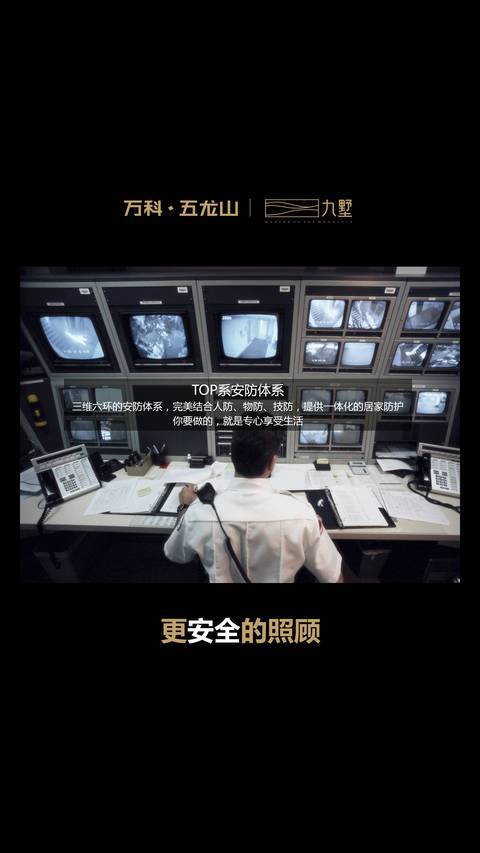 万科·五龙山
九墅
TOP系安防体系
三维六环的安防体系，完美结合人防、物防、技防，提供一体化的居家防护
你要做的，就是专心享受生活
更安全的照顾